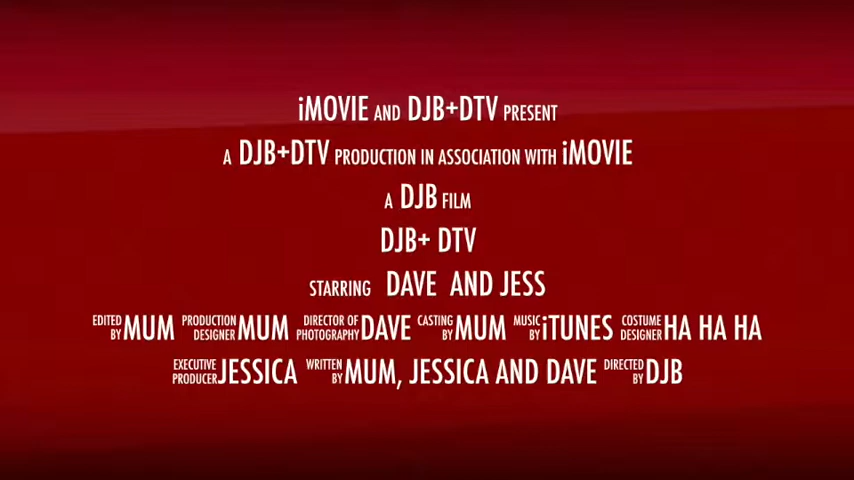 iMOVIE AND DJB+DTV PRESENT
A DJB+DTV PRODUCTION IN ASSOCIATION WITH iMOVIE
A DJB FILM
DJB+ DTV
STARRING DAVE AND JESS
EDITED BY MUM PRODUCTION DESIGNER MUM DIRECTOR OF PHOTOGRAPHY DAVE CASTING BY MUM MUSIC BY iTUNES COSTUME DESIGNER HA HA HA
EXECUTIVE PRODUCER JESSICA WRITTEN BY MUM, JESSICA AND DAVE DIRECTED BY DJB